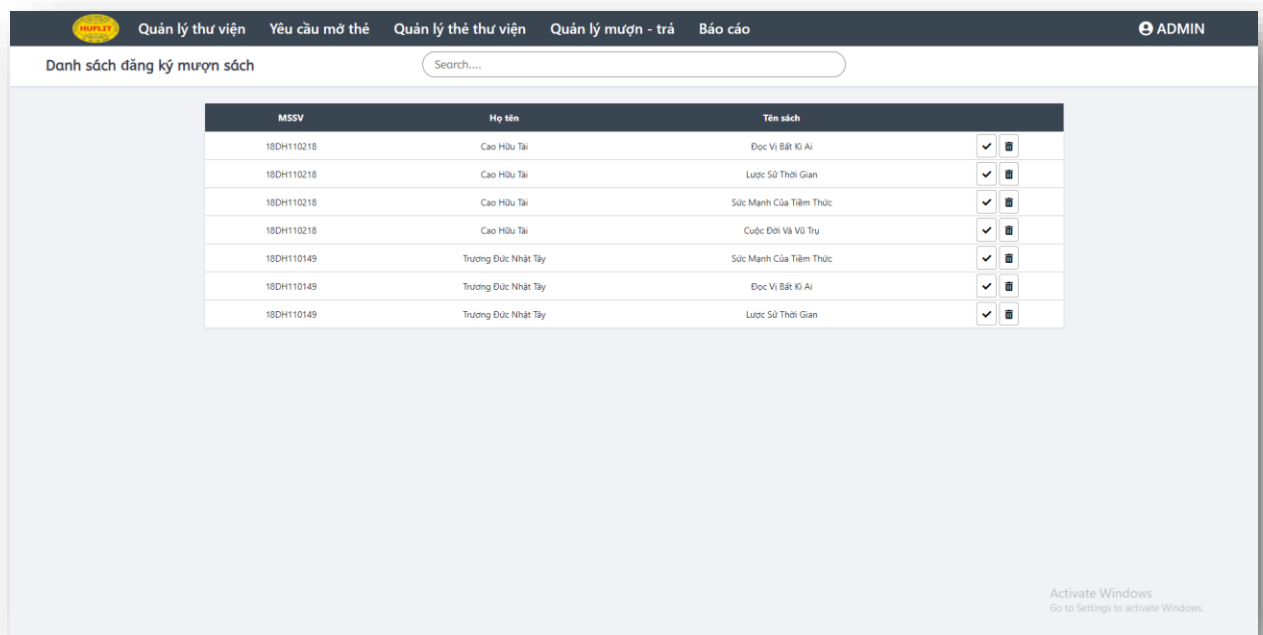 HUFLIT Quản lý thư viện Yêu cầu mở thẻ Quản lý thẻ thư viện Quản lý mượn - trả Báo cáo ADMIN
Danh sách đăng ký mượn sách Search....
MSSV Họ tên Tên sách
18DH110218 Cao Hữu Tài Đọc Vị Bất Kì Ai
18DH110218 Cao Hữu Tài Lược Sử Thời Gian
18DH110218 Cao Hữu Tài Sức Mạnh Của Tiềm Thức
18DH110218 Cao Hữu Tài Cuộc Đời Và Vũ Trụ
18DH110149 Trương Đức Nhật Tây Sức Mạnh Của Tiềm Thức
18DH110149 Trương Đức Nhật Tây Đọc Vị Bất Kì Ai
18DH110149 Trương Đức Nhật Tây Lược Sử Thời Gian
Activate Windows
Go to Settings to activate Windows.